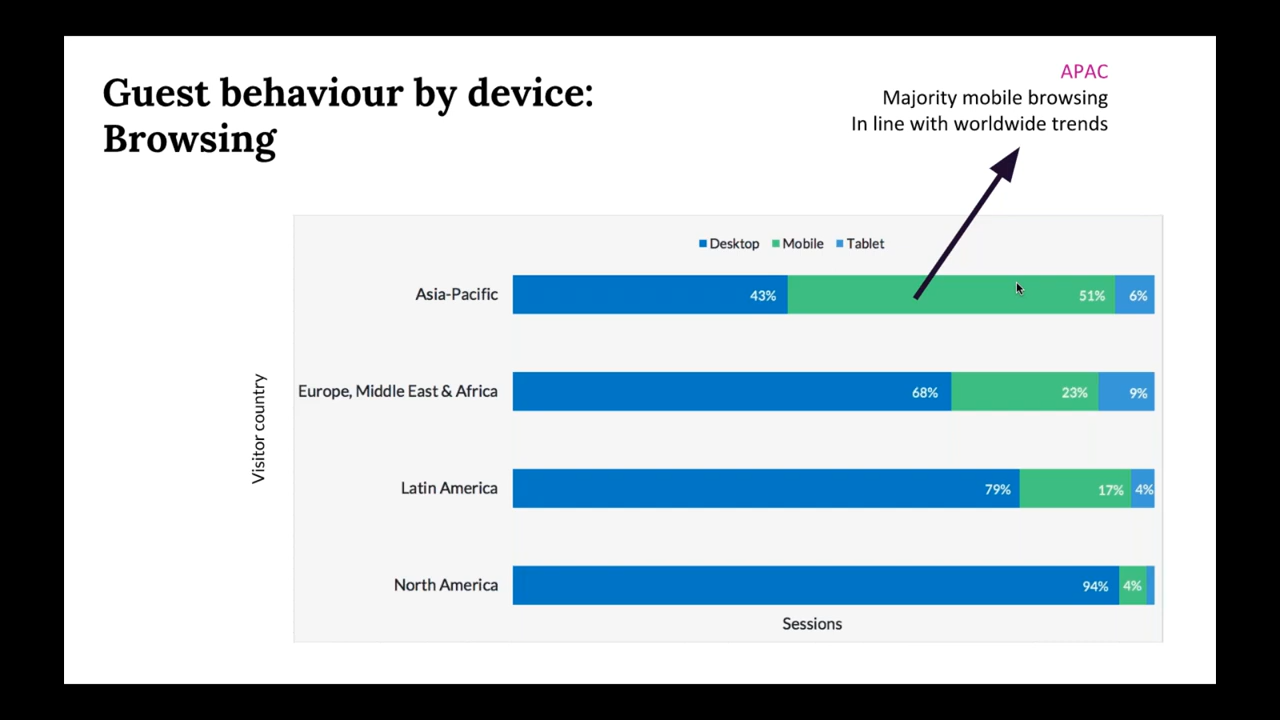 Guest behaviour by device:
Browsing
APAC
Majority mobile browsing
In line with worldwide trends
Desktop Mobile Tablet
Asia-Pacific 43% 51% 6%
Europe, Middle East & Africa 68% 23% 9%
Latin America 79% 17% 4%
North America 94% 4%
Sessions
Visitor country